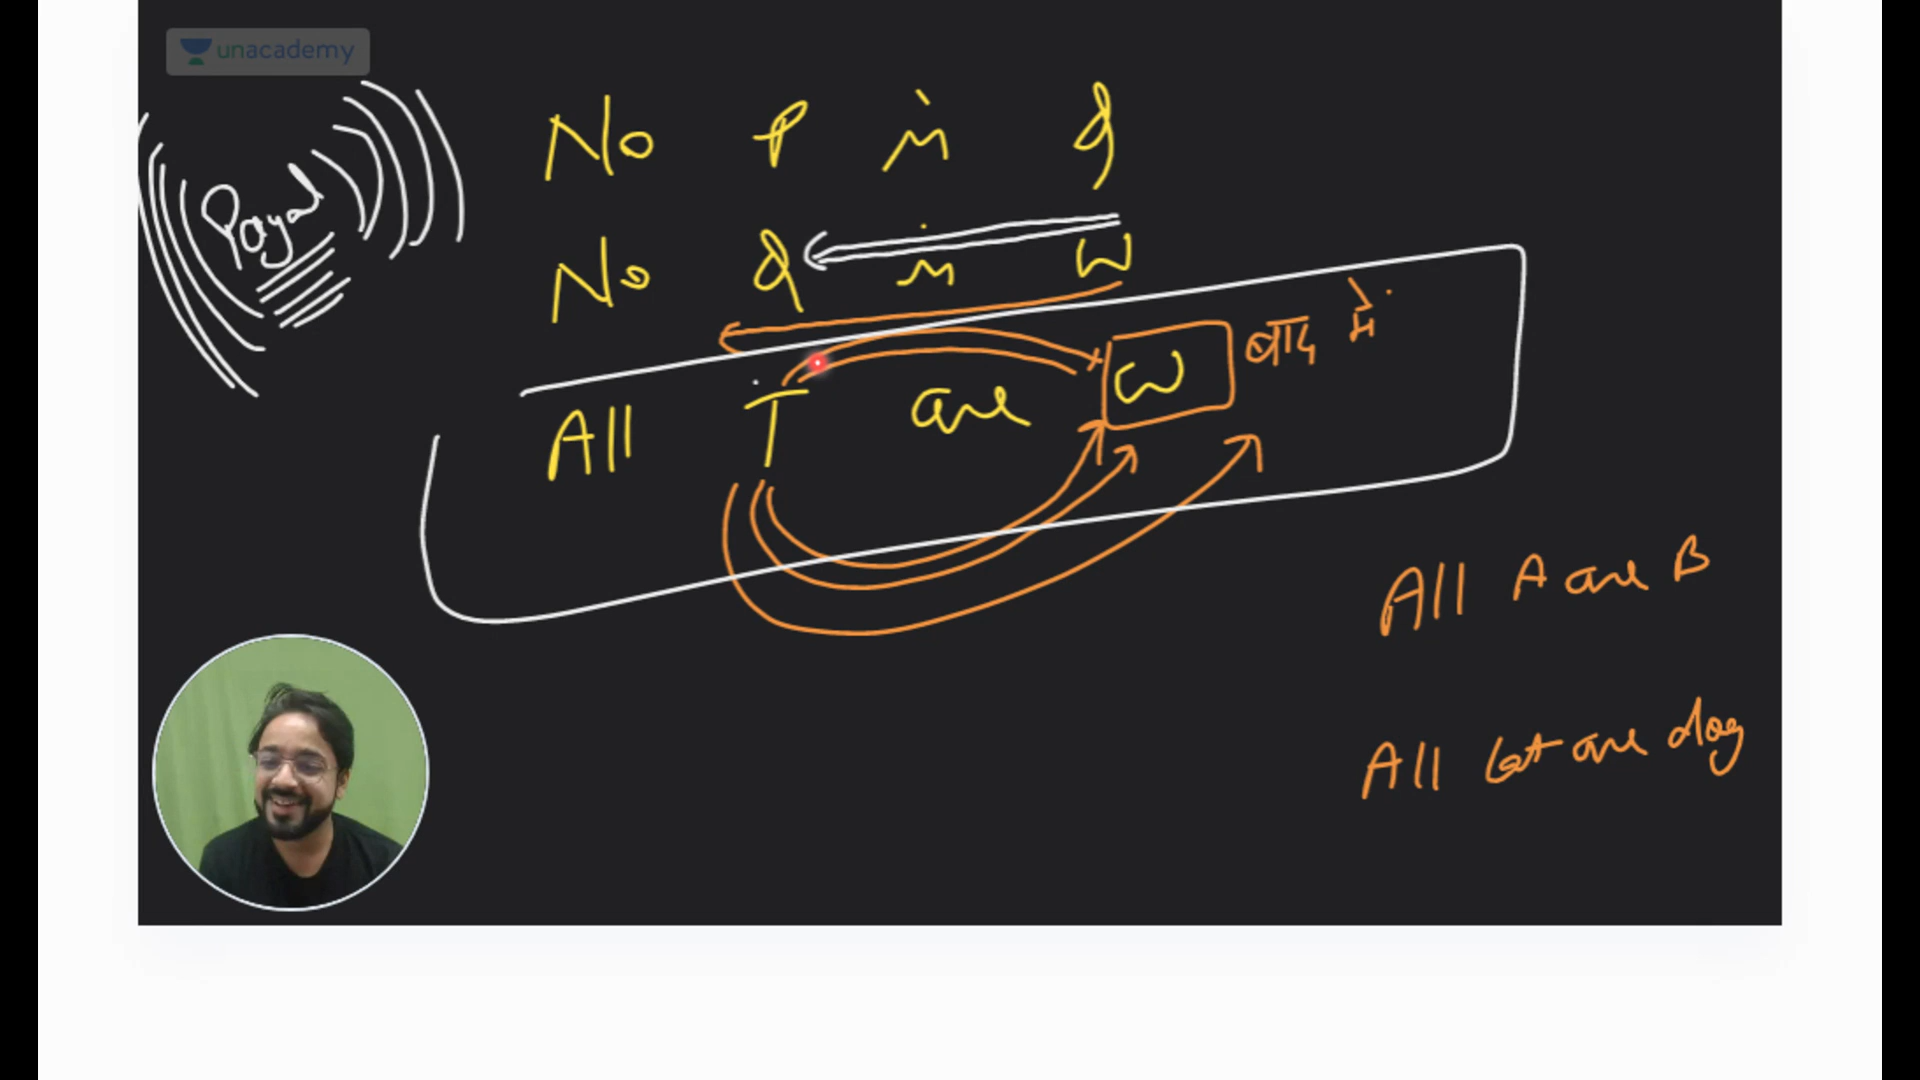 unacademy
Payal
No P is Q
No Q is W
All T are W बाद में
All A are B
All cat are dog